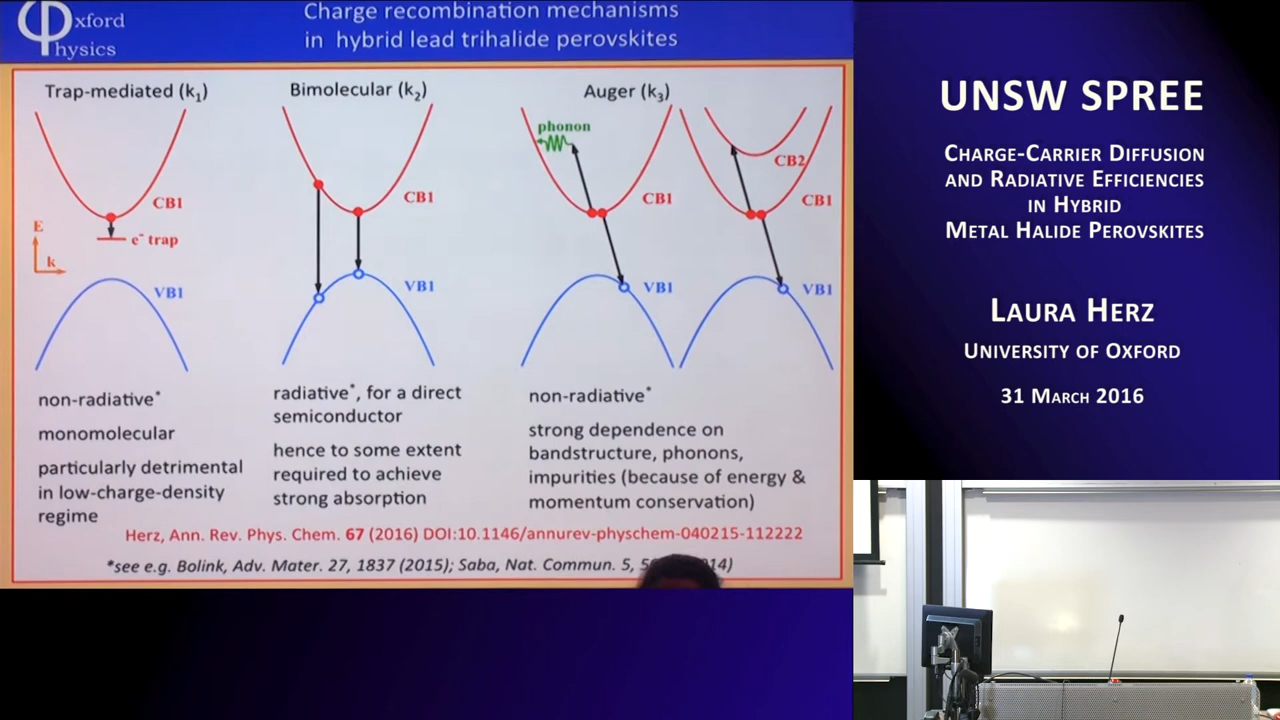 Oxford
Physics
Charge recombination mechanisms
in hybrid lead trihalide perovskites
Trap-mediated (k1)
Bimolecular (k2)
Auger (k3)
phonon
CB2
CB1
CB1
CB1
CB1
E
e- trap
k
VB1
VB1
VB1
VB1
non-radiative*
monomolecular
particularly detrimental
in low-charge-density
regime
radiative*, for a direct
semiconductor
hence to some extent
required to achieve
strong absorption
non-radiative*
strong dependence on
bandstructure, phonons,
impurities (because of energy &
momentum conservation)
Herz, Ann. Rev. Phys. Chem. 67 (2016) DOI:10.1146/annurev-physchem-040215-112222
*see e.g. Bolink, Adv. Mater. 27, 1837 (2015); Saba, Nat. Commun. 5,
UNSW SPREE
Charge-Carrier Diffusion
and Radiative Efficiencies
in Hybrid
Metal Halide Perovskites
Laura Herz
University of Oxford
31 March 2016